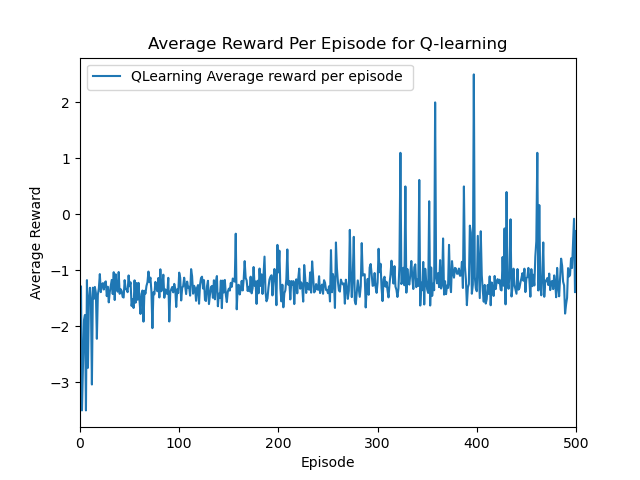 Average Reward Per Episode for Q-learning
QLearning Average reward per episode
2
1
0
−1
−2
−3
Average Reward
0 100 200 300 400 500
Episode